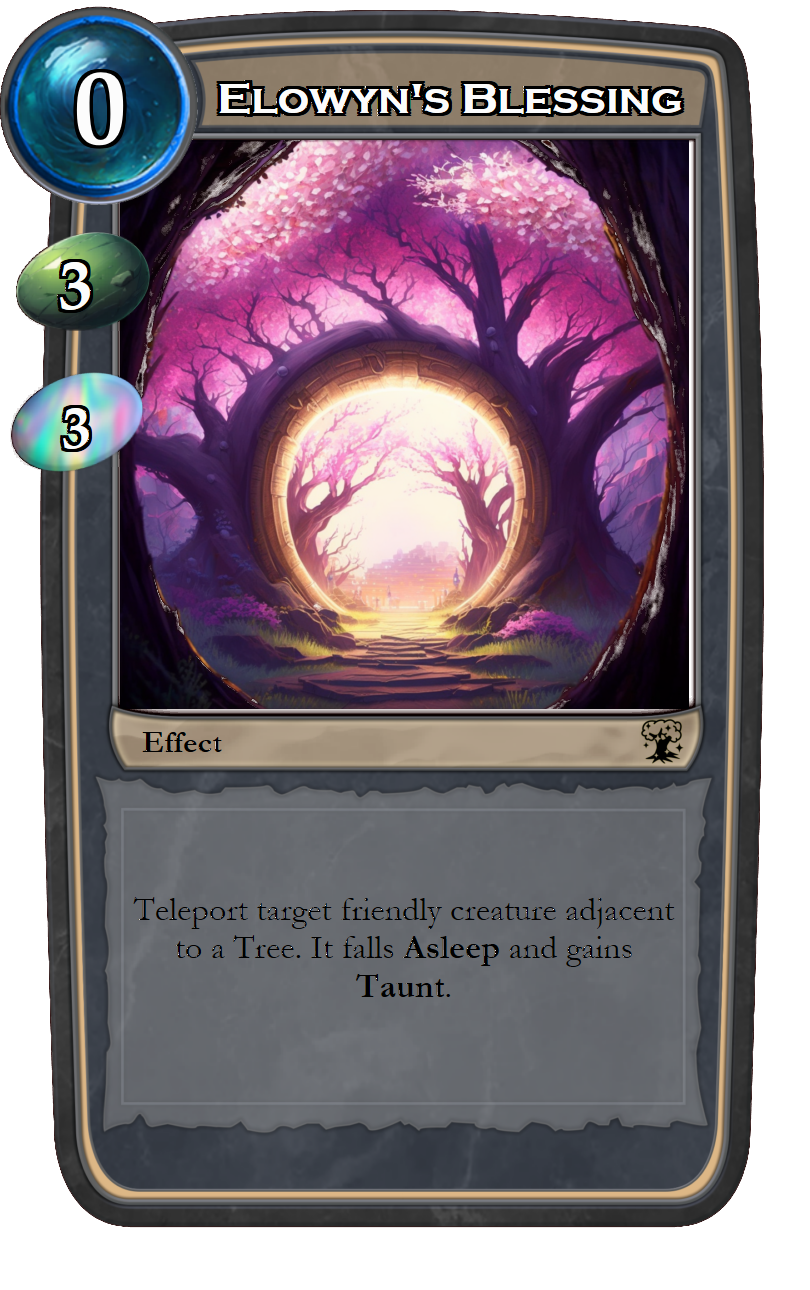 0
Elowyn's Blessing
3
3
Effect
Teleport target friendly creature adjacent
to a Tree. It falls Asleep and gains
Taunt.